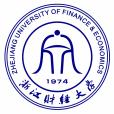 ZHEJIANG UNIVERSITY OF FINANCE & ECONOMICS
1974
浙江财经大学